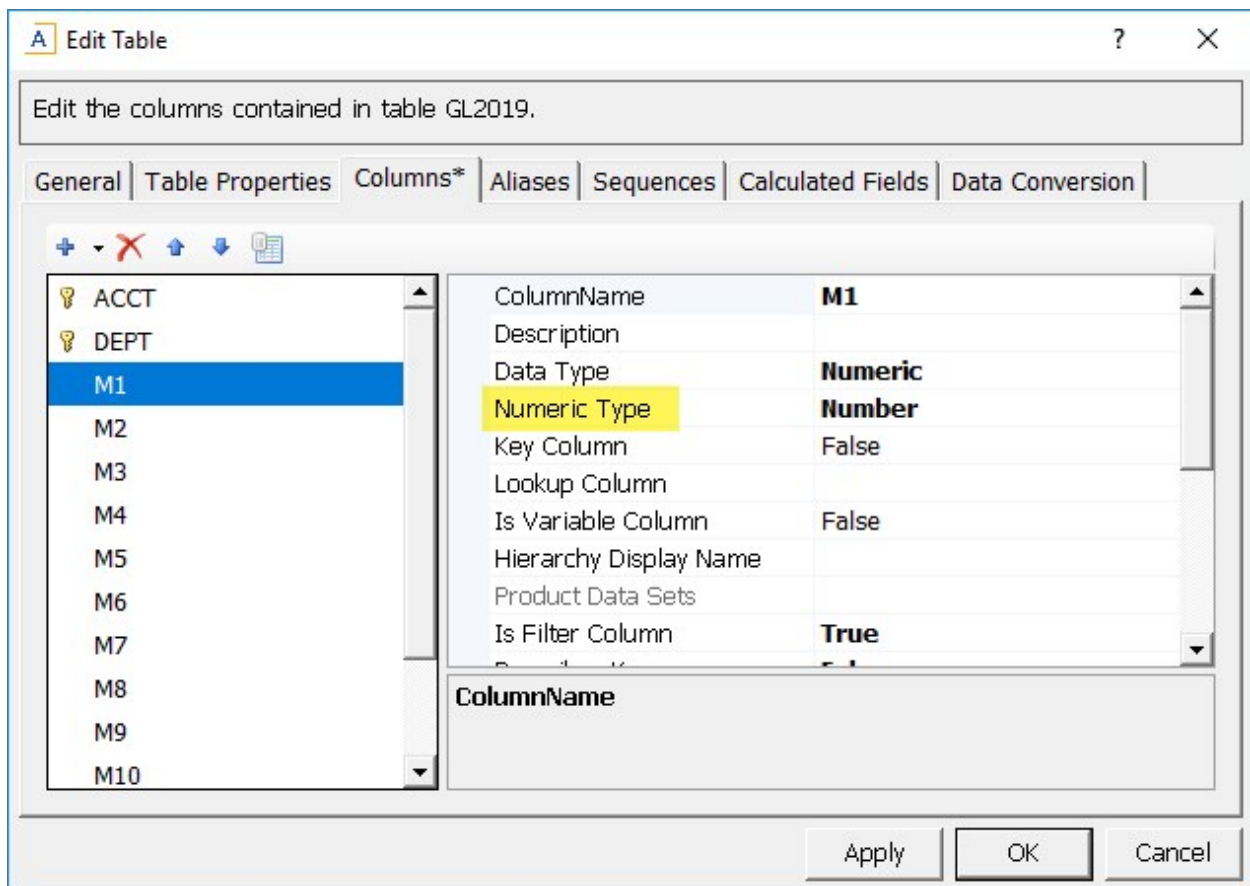 A Edit Table ?
Edit the columns contained in table GL2019.
General Table Properties Columns* Aliases Sequences Calculated Fields Data Conversion
ACCT
DEPT
M1
M2
M3
M4
M5
M6
M7
M8
M9
M10
ColumnName M1
Description
Data Type Numeric
Numeric Type Number
Key Column False
Lookup Column
Is Variable Column False
Hierarchy Display Name
Product Data Sets
Is Filter Column True
ColumnName
Apply OK Cancel